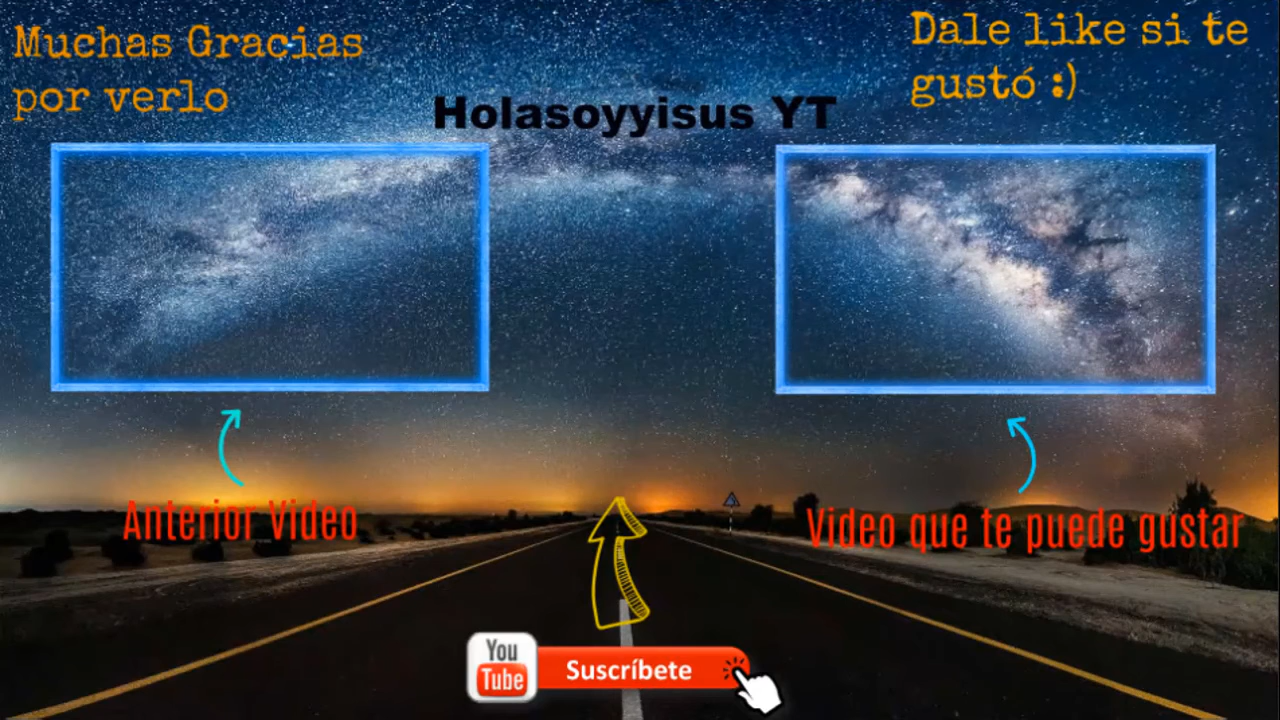 Muchas Gracias
por verlo
Dale like si te
gustó :)
Holasoyyisus YT
Anterior Video
Video que te puede gustar
You
Tube
Suscríbete